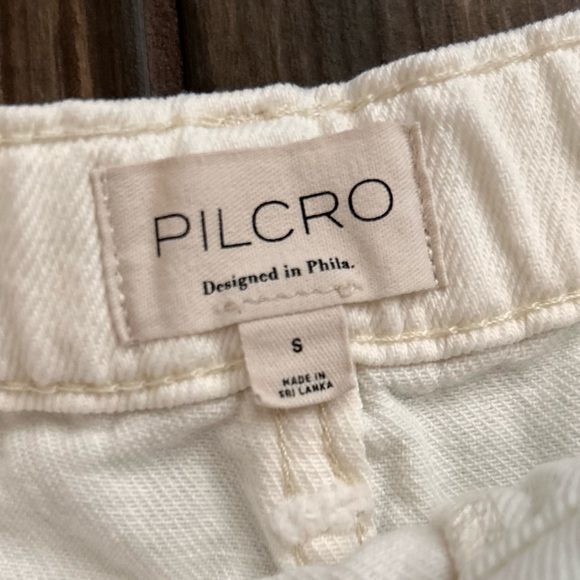 PILCRO
Designed in Phila.
S
MADE IN
SRI LANKA